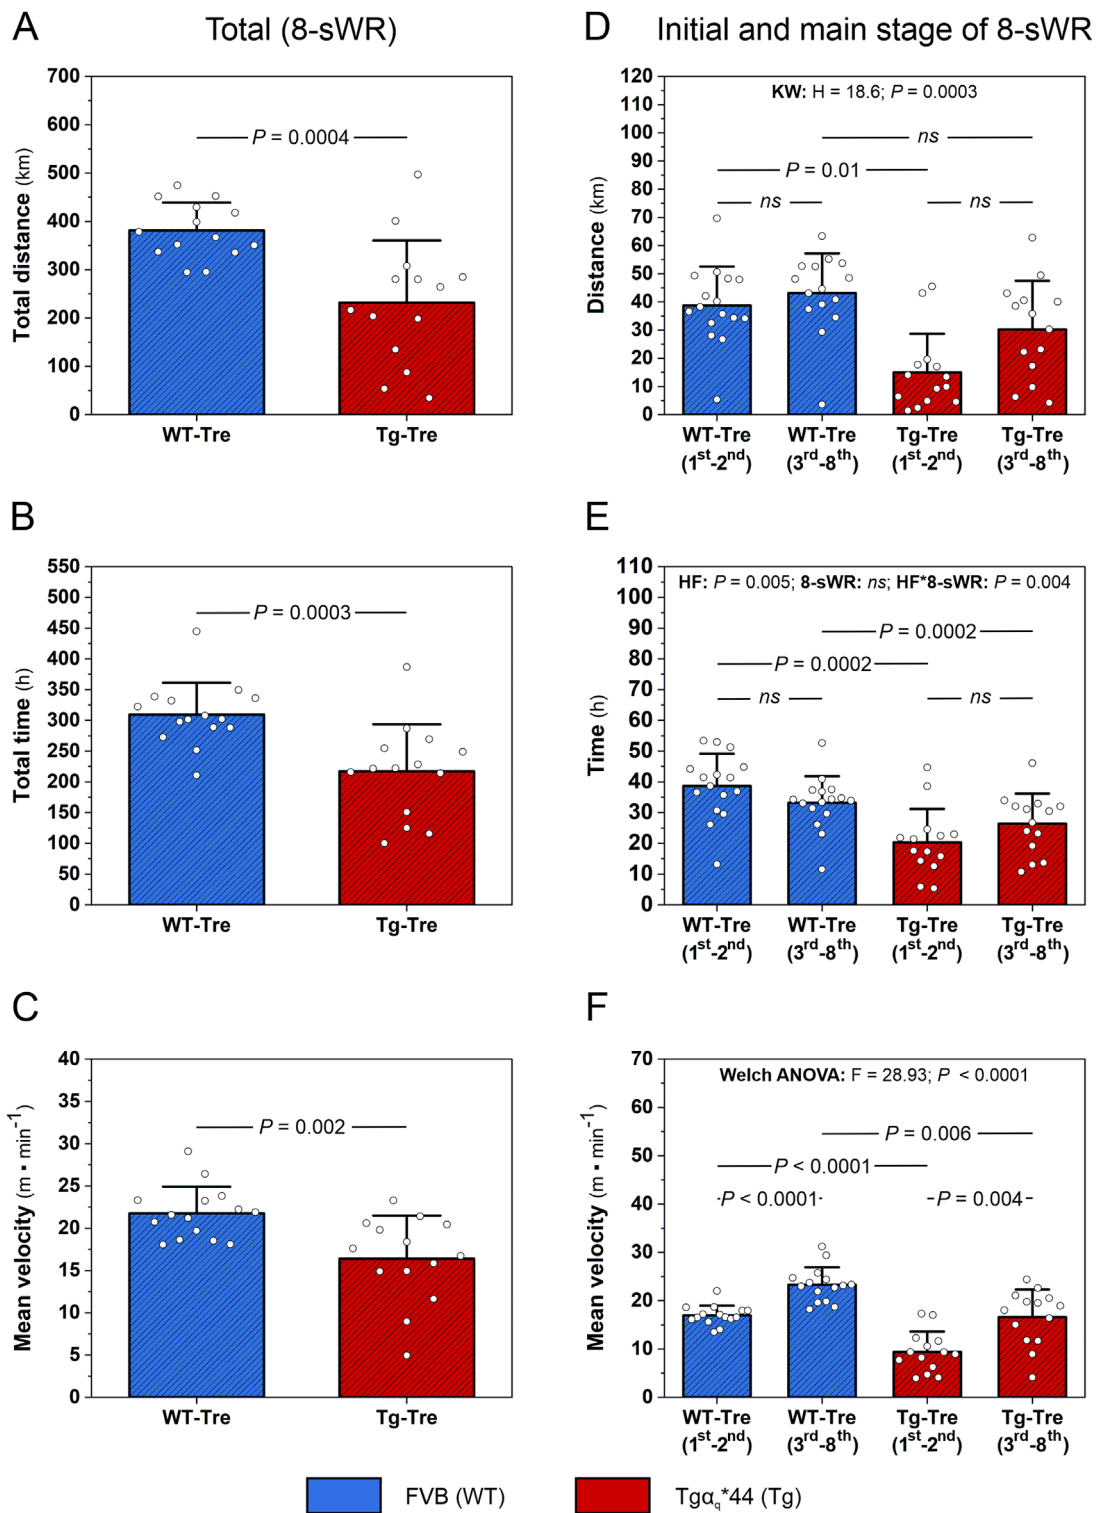 A
Total (8-sWR)
700
600
500
400
300
200
100
0
Total distance (km)
P = 0.0004
WT-Tre
Tg-Tre
B
550
500
450
400
350
300
250
200
150
100
50
0
Total time (h)
P = 0.0003
WT-Tre
Tg-Tre
C
40
35
30
25
20
15
10
5
0
Mean velocity (m ▪ min⁻¹)
P = 0.002
WT-Tre
Tg-Tre
D
Initial and main stage of 8-sWR
120
110
100
90
80
70
60
50
40
30
20
10
0
Distance (km)
KW: H = 18.6; P = 0.0003
ns
P = 0.01
ns
ns
WT-Tre
(1ˢᵗ-2ⁿᵈ)
WT-Tre
(3ʳᵈ-8ᵗʰ)
Tg-Tre
(1ˢᵗ-2ⁿᵈ)
Tg-Tre
(3ʳᵈ-8ᵗʰ)
E
110
100
90
80
70
60
50
40
30
20
10
0
Time (h)
HF: P = 0.005; 8-sWR: ns; HF*8-sWR: P = 0.004
P = 0.0002
P = 0.0002
ns
ns
WT-Tre
(1ˢᵗ-2ⁿᵈ)
WT-Tre
(3ʳᵈ-8ᵗʰ)
Tg-Tre
(1ˢᵗ-2ⁿᵈ)
Tg-Tre
(3ʳᵈ-8ᵗʰ)
F
70
60
50
40
30
20
10
0
Mean velocity (m ▪ min⁻¹)
Welch ANOVA: F = 28.93; P < 0.0001
P = 0.006
P < 0.0001
P < 0.0001
P = 0.004
WT-Tre
(1ˢᵗ-2ⁿᵈ)
WT-Tre
(3ʳᵈ-8ᵗʰ)
Tg-Tre
(1ˢᵗ-2ⁿᵈ)
Tg-Tre
(3ʳᵈ-8ᵗʰ)
FVB (WT)
Tgα_q*44 (Tg)